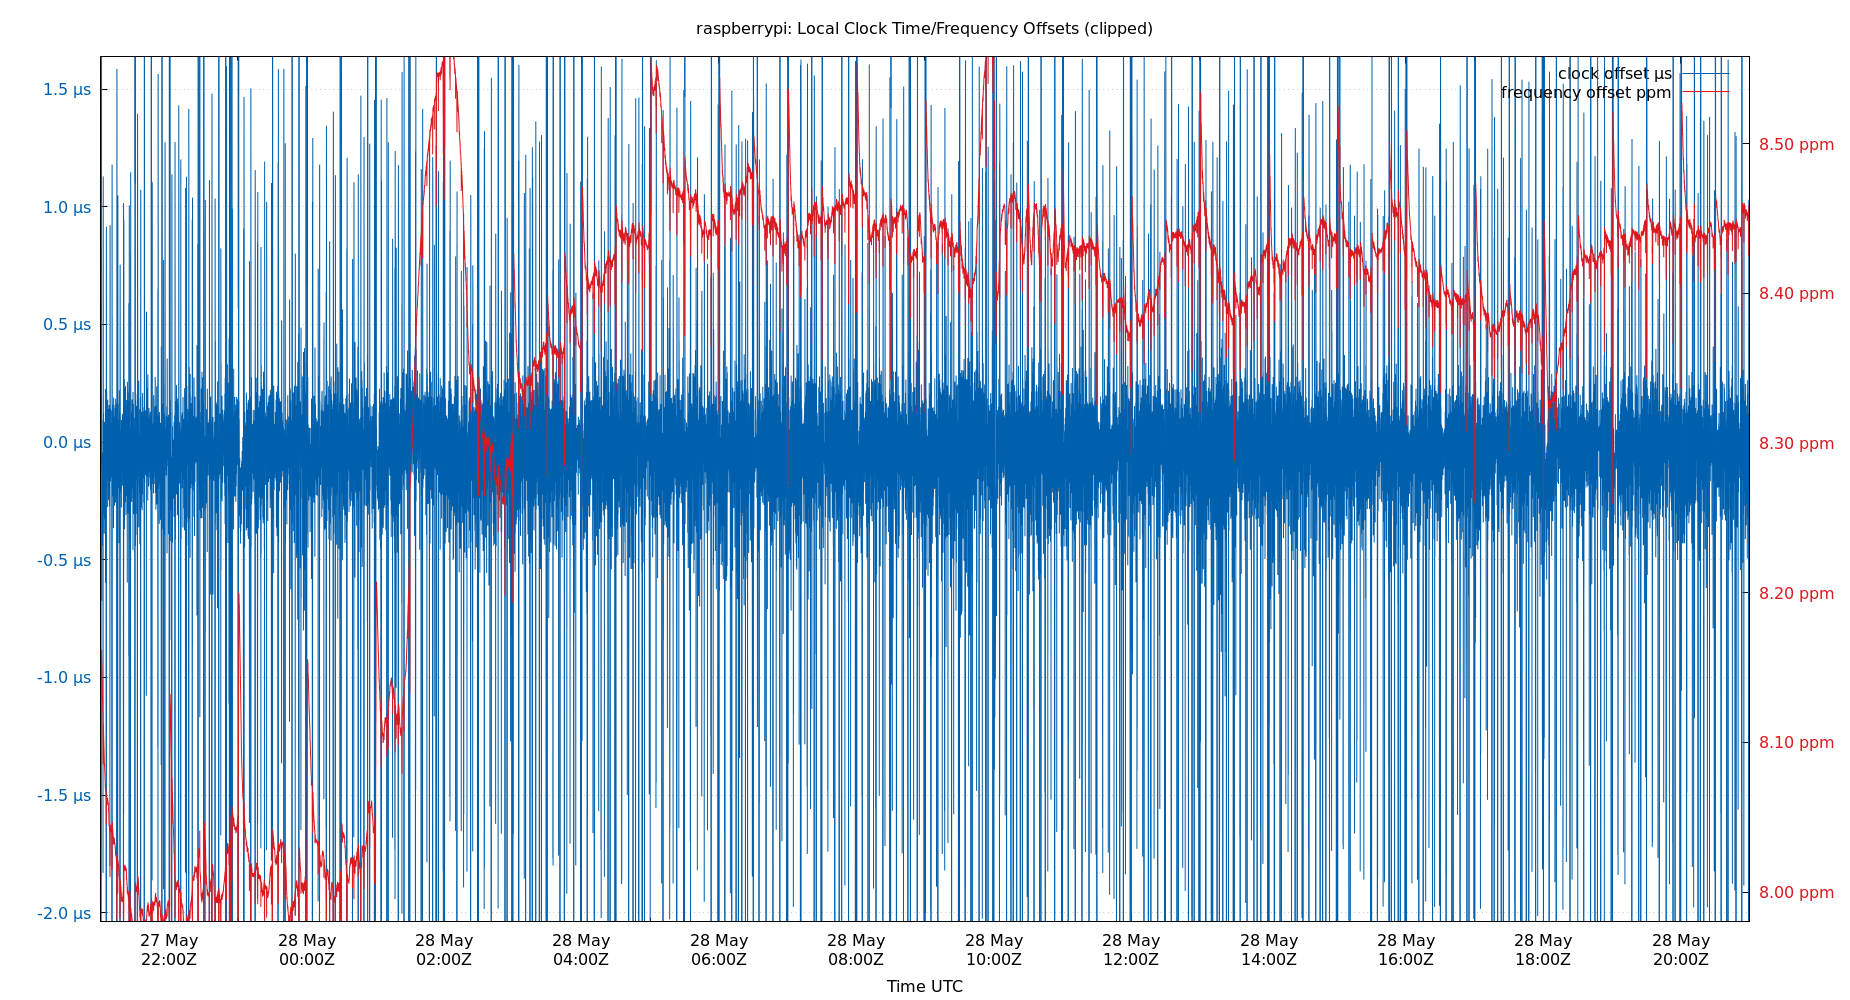 raspberrypi: Local Clock Time/Frequency Offsets (clipped)
clock offset µs
frequency offset ppm
1.5 µs
1.0 µs
0.5 µs
0.0 µs
-0.5 µs
-1.0 µs
-1.5 µs
-2.0 µs
8.50 ppm
8.40 ppm
8.30 ppm
8.20 ppm
8.10 ppm
8.00 ppm
27 May 28 May 28 May 28 May 28 May 28 May 28 May 28 May 28 May 28 May 28 May 28 May
22:00Z 00:00Z 02:00Z 04:00Z 06:00Z 08:00Z 10:00Z 12:00Z 14:00Z 16:00Z 18:00Z 20:00Z
Time UTC